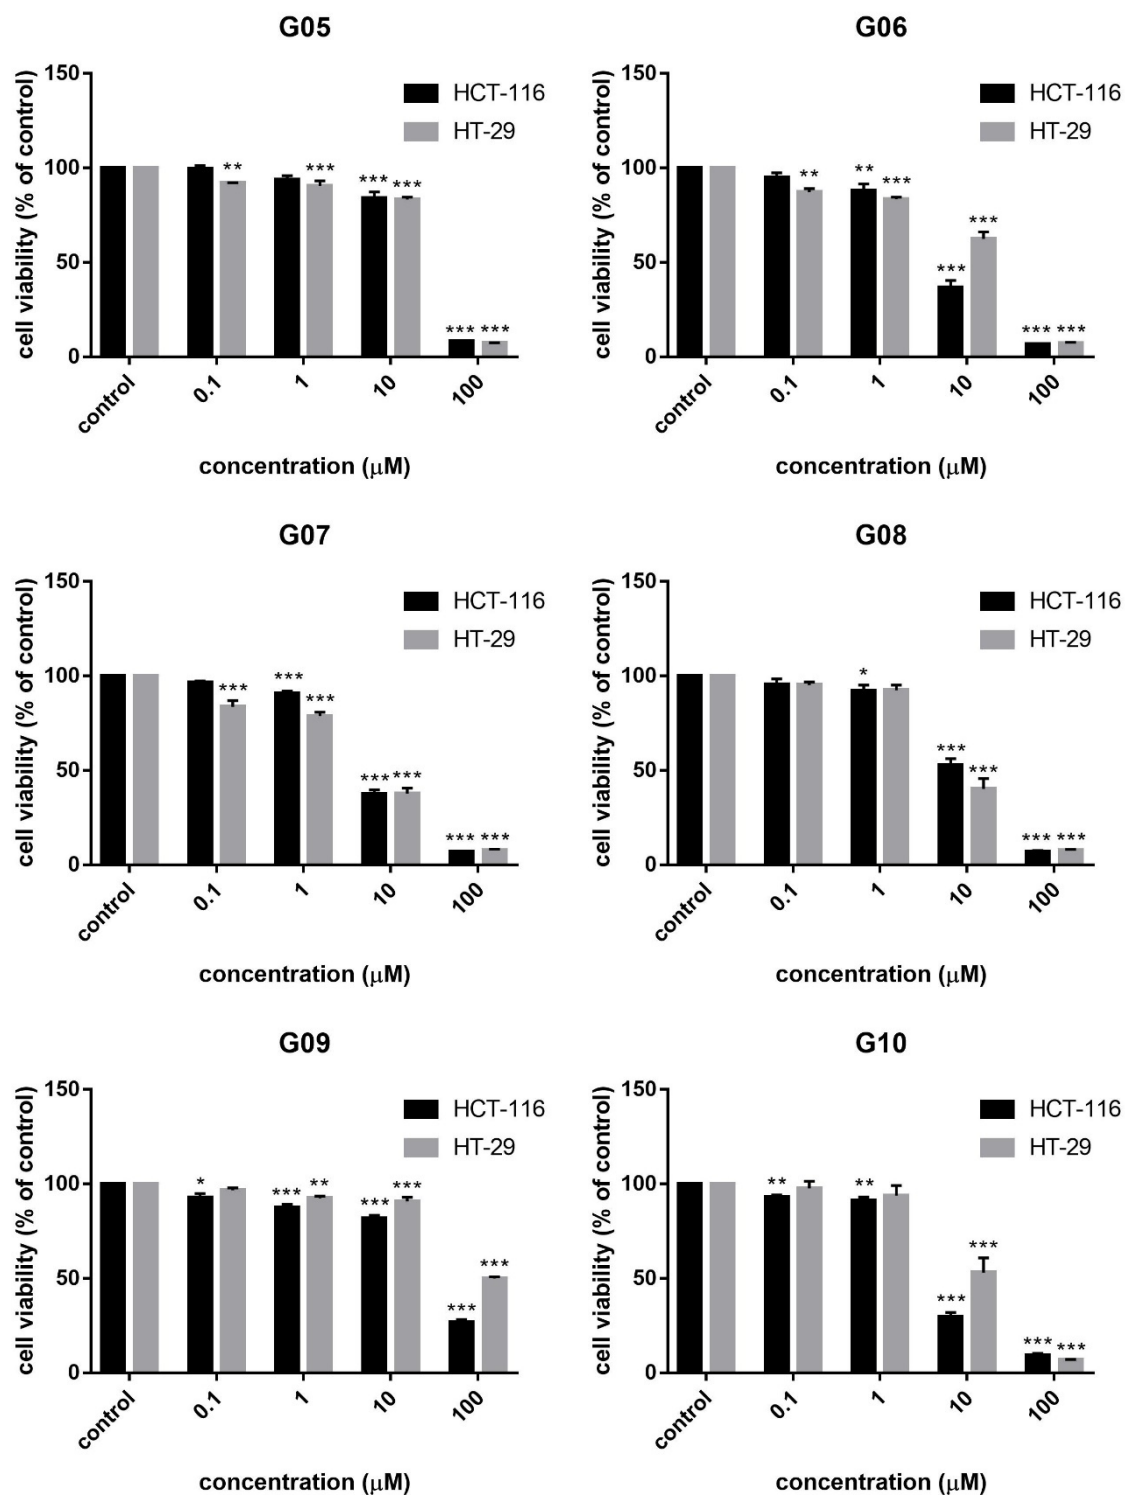 G05
cell viability (% of control)
150
100
50
0
HCT-116
HT-29
**
***
***
***
***
***
control
0.1
1
10
100
concentration (μM)
G06
cell viability (% of control)
150
100
50
0
HCT-116
HT-29
**
**
***
***
***
***
***
control
0.1
1
10
100
concentration (μM)
G07
cell viability (% of control)
150
100
50
0
HCT-116
HT-29
***
***
***
***
***
***
***
control
0.1
1
10
100
concentration (μM)
G08
cell viability (% of control)
150
100
50
0
HCT-116
HT-29
*
***
***
***
***
control
0.1
1
10
100
concentration (μM)
G09
cell viability (% of control)
150
100
50
0
HCT-116
HT-29
*
***
**
***
***
***
***
control
0.1
1
10
100
concentration (μM)
G10
cell viability (% of control)
150
100
50
0
HCT-116
HT-29
**
**
***
***
***
***
control
0.1
1
10
100
concentration (μM)